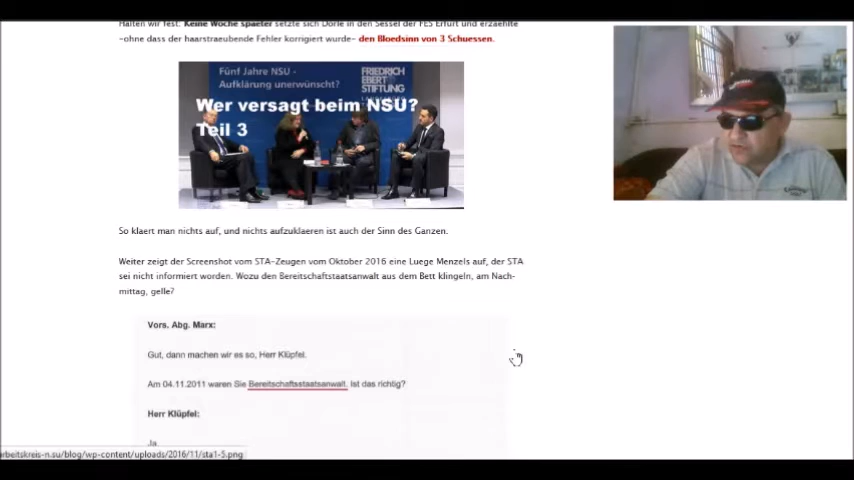 Halten wir fest: Keine Woche spaeter setzte sich Dorle in den Sessel der FES Erfurt und erzaehlte
-ohne dass der haarstraeubende Fehler korrigiert wurde- den Bloedsinn von 3 Schuessen.
Fünf Jahre NSU -
Aufklärung unerwünscht?
FRIEDRICH
EBERT
STIFTUNG
Wer versagt beim NSU?
Teil 3
So klaert man nichts auf, und nichts aufzuklaeren ist auch der Sinn des Ganzen.
Weiter zeigt der Screenshot vom STA-Zeugen vom Oktober 2016 eine Luege Menzels auf, der STA
sei nicht informiert worden. Wozu den Bereitschaftstaatsanwalt aus dem Bett klingeln, am Nach-
mittag, gelle?
Vors. Abg. Marx:
Gut, dann machen wir es so, Herr Klüpfel.
Am 04.11.2011 waren Sie Bereitschaftsstaatsanwalt. Ist das richtig?
Herr Klüpfel:
Ja.
rbeitskreis-n.su/blog/wp-content/uploads/2016/11/sta1-5.png